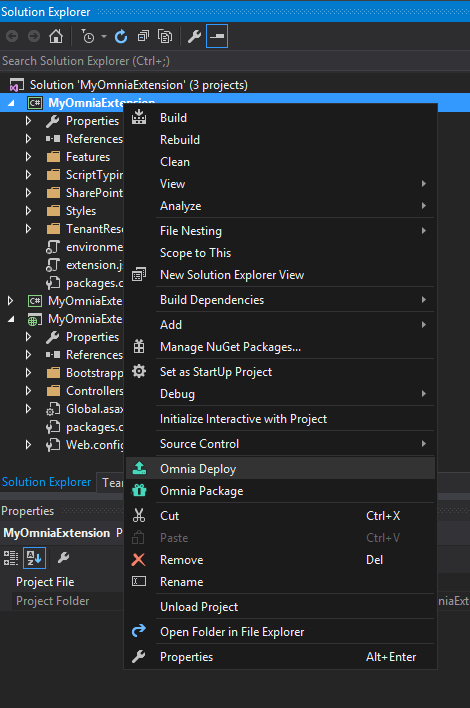 Solution Explorer
Search Solution Explorer (Ctrl+;)
Solution 'MyOmniaExtension' (3 projects)
MyOmniaExtension
Properties
References
Features
ScriptTypin
SharePoint
Styles
TenantRes
environme
extension.js
packages.c
MyOmniaExte
MyOmniaExte
Properties
References
Bootstrapp
Controllers
Global.asax
packages.c
Web.config
Build
Rebuild
Clean
View
Analyze
File Nesting
Scope to This
New Solution Explorer View
Build Dependencies
Add
Manage NuGet Packages...
Set as StartUp Project
Debug
Initialize Interactive with Project
Source Control
Omnia Deploy
Omnia Package
Cut Ctrl+X
Paste Ctrl+V
Remove Del
Rename
Unload Project
Open Folder in File Explorer
Properties Alt+Enter
Solution Explorer Tean
Properties
MyOmniaExtension P
Project File
Project Folder niaExt